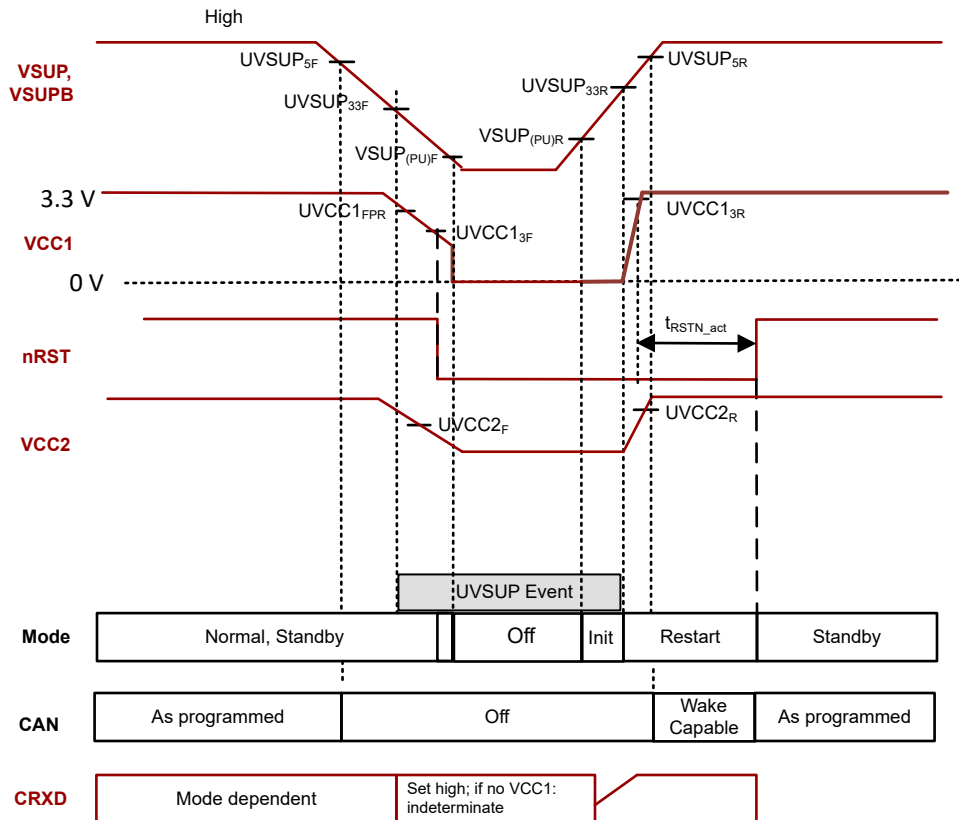 High
VSUP,
VSUPB
UVSUP5F
UVSUP33F
VSUP(PU)F
VSUP(PU)R
UVSUP33R
UVSUP5R
3.3 V
VCC1
0 V
UVCC1FPR
UVCC13F
UVCC13R
nRST
tRSTN_act
VCC2
UVCC2F
UVCC2R
UVSUP Event
Mode
Normal, Standby
Off
Init
Restart
Standby
CAN
As programmed
Off
Wake
Capable
As programmed
CRXD
Mode dependent
Set high; if no VCC1:
indeterminate